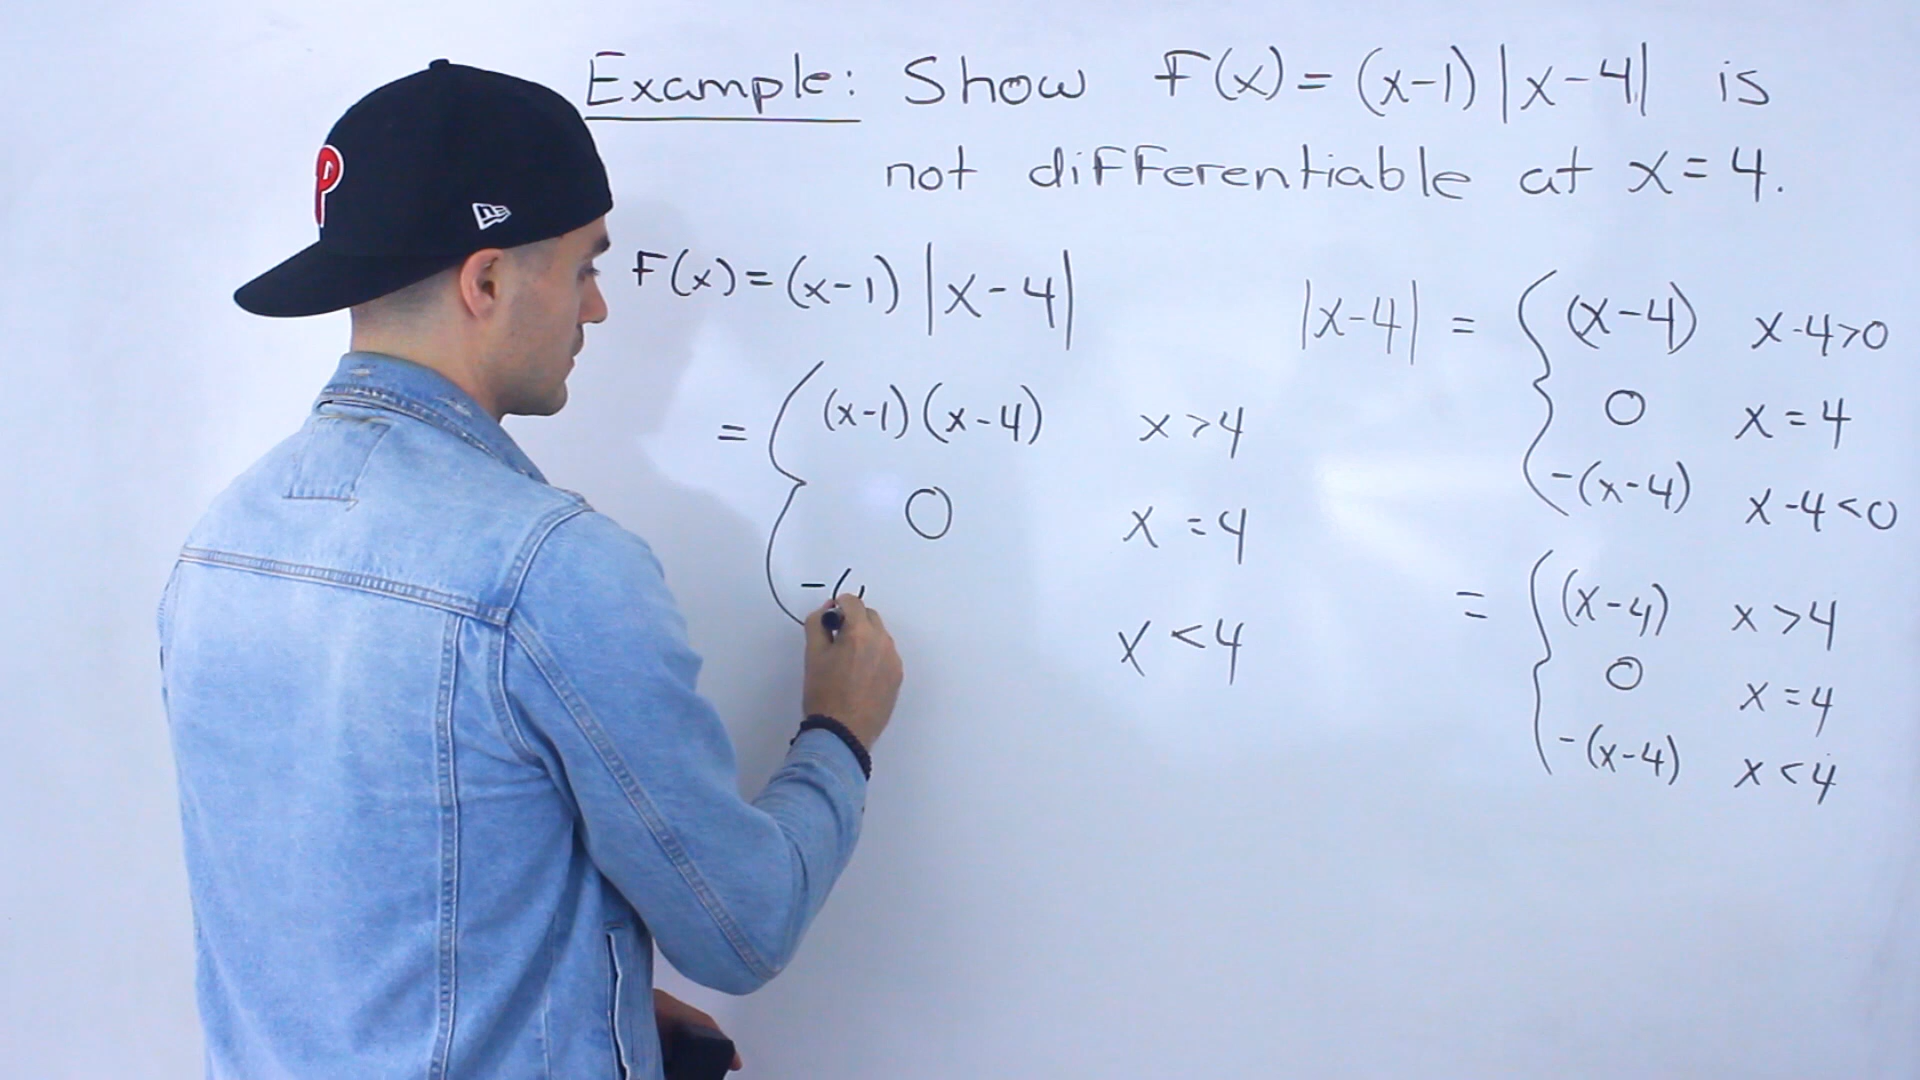 Example: Show F(x) = (x-1) |x-4| is
not differentiable at x = 4.
F(x) = (x-1) |x-4|
= { (x-1)(x-4) x > 4
0 x = 4
-( x < 4
|x-4| = { (x-4) x-4>0
0 x = 4
-(x-4) x-4<0
= { (x-4) x > 4
0 x = 4
-(x-4) x < 4
P
NE